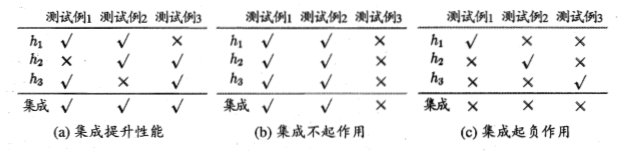 测试例1 测试例2 测试例3 测试例1 测试例2 测试例3 测试例1 测试例2 测试例3
h₁ √ √ × h₁ √ √ × h₁ √ × ×
h₂ × √ √ h₂ √ √ × h₂ × √ ×
h₃ √ × √ h₃ √ √ × h₃ × × √
集成 √ √ √ 集成 √ √ × 集成 × × ×
(a) 集成提升性能 (b) 集成不起作用 (c) 集成起负作用